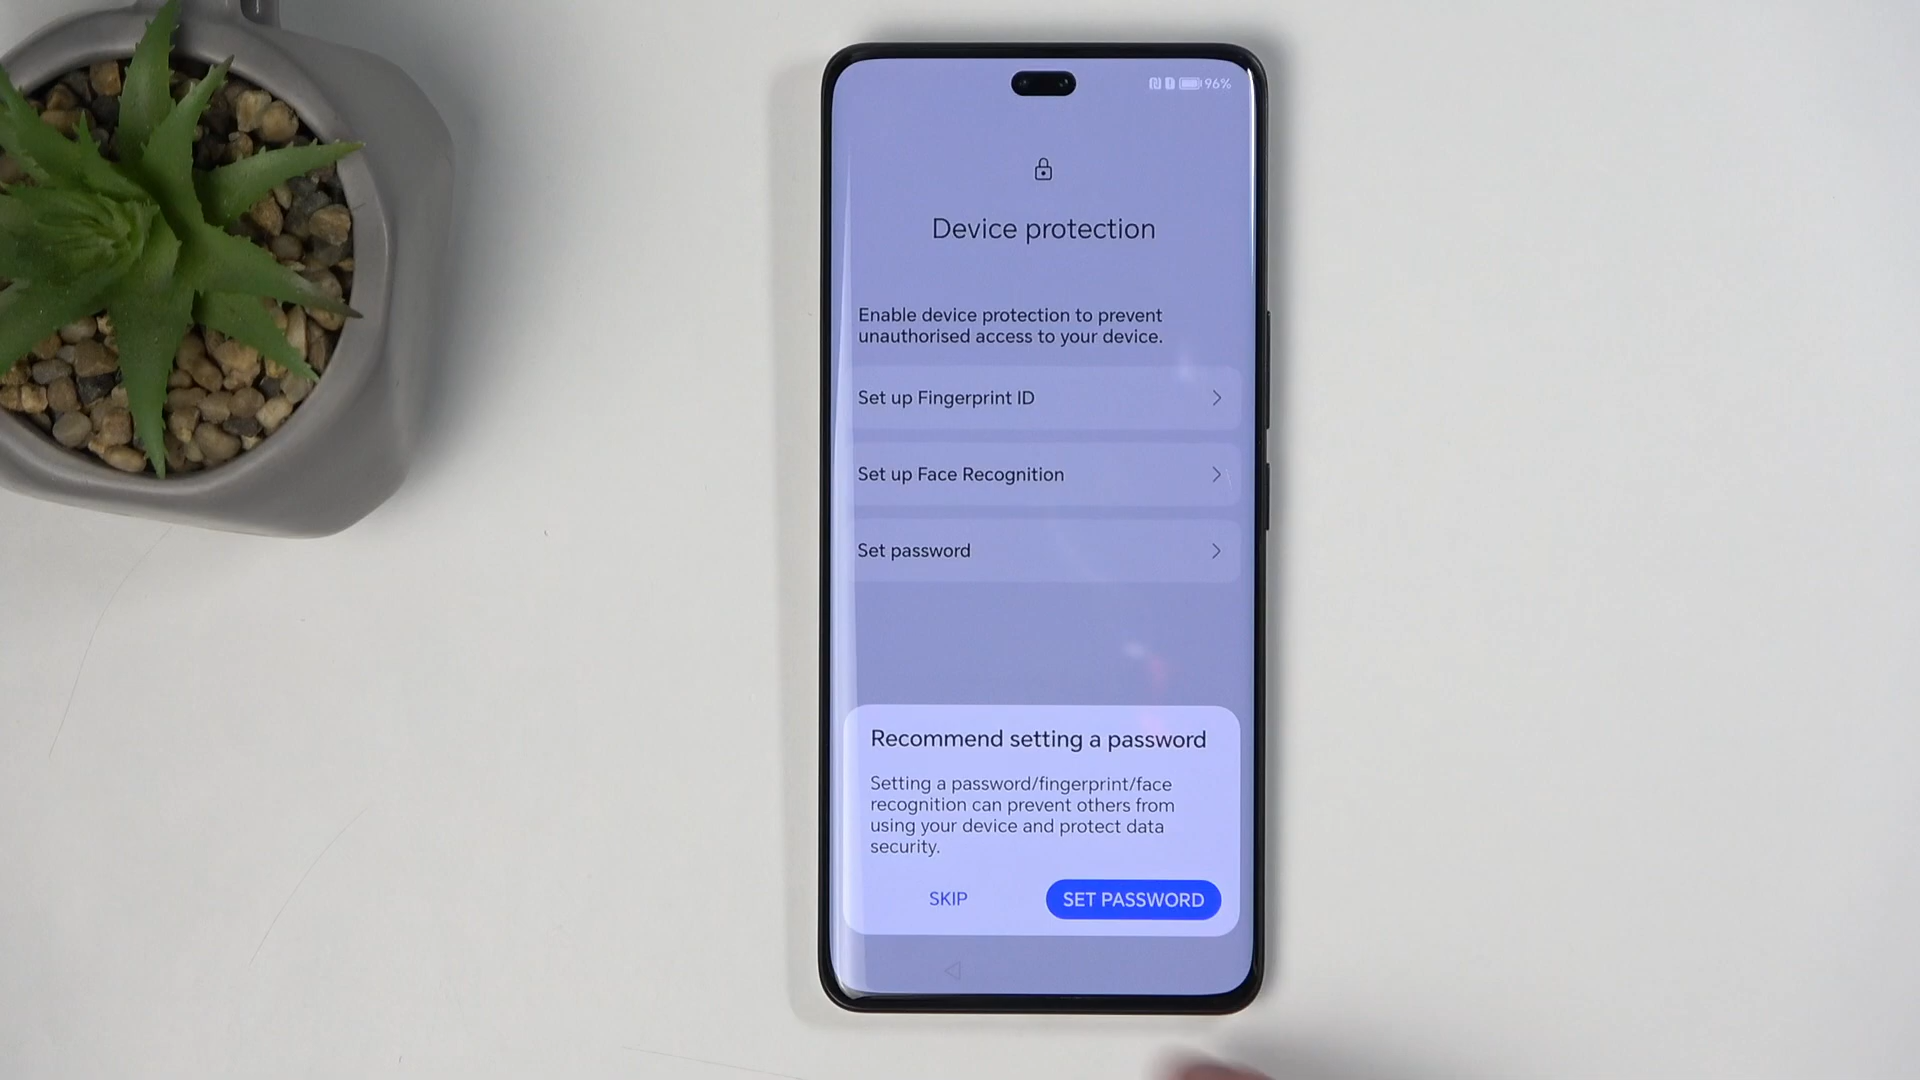 96%
Device protection
Enable device protection to prevent
unauthorised access to your device.
Set up Fingerprint ID
Set up Face Recognition
Set password
Recommend setting a password
Setting a password/fingerprint/face
recognition can prevent others from
using your device and protect data
security.
SKIP
SET PASSWORD